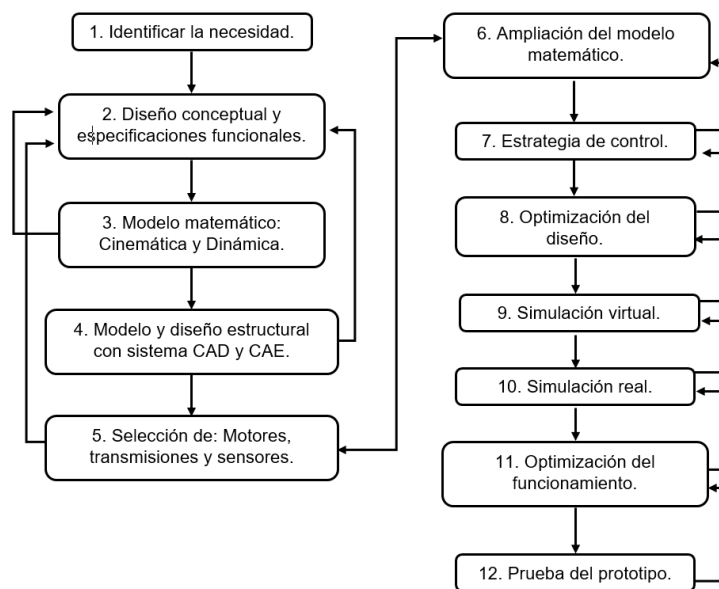 1. Identificar la necesidad.
2. Diseño conceptual y
especificaciones funcionales.
3. Modelo matemático:
Cinemática y Dinámica.
4. Modelo y diseño estructural
con sistema CAD y CAE.
5. Selección de: Motores,
transmisiones y sensores.
6. Ampliación del modelo
matemático.
7. Estrategia de control.
8. Optimización del
diseño.
9. Simulación virtual.
10. Simulación real.
11. Optimización del
funcionamiento.
12. Prueba del prototipo.